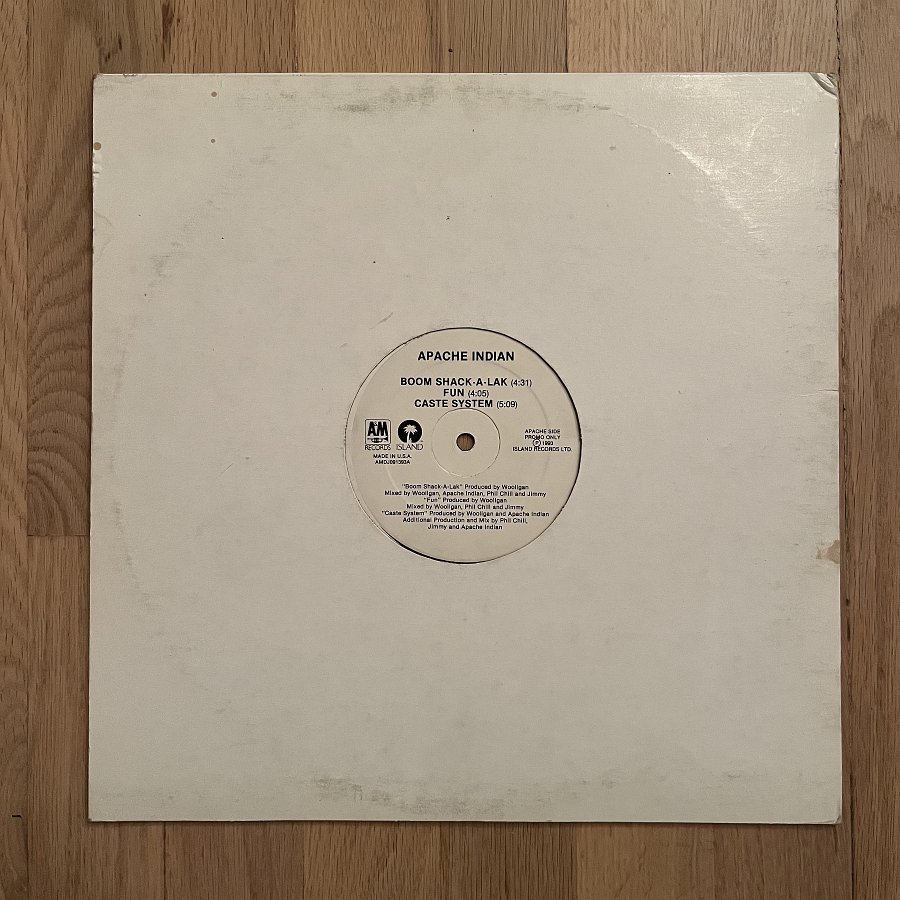 APACHE INDIAN
BOOM SHACK-A-LAK (4:31)
FUN (4:05)
CASTE SYSTEM (5:09)
A&M
RECORDS
ISLAND
MADE IN U.S.A.
AMDJ091393A
APACHE SIDE
PROMO ONLY
Ⓟ 1993
ISLAND RECORDS LTD.
"Boom Shack-A-Lak" Produced by Wooligan
Mixed by Wooligan, Apache Indian, Phil Chill and Jimmy
"Fun" Produced by Wooligan
Mixed by Wooligan, Phil Chill and Jimmy
"Caste System" Produced by Wooligan and Apache Indian
Additional Production and Mix by Phil Chill,
Jimmy and Apache Indian